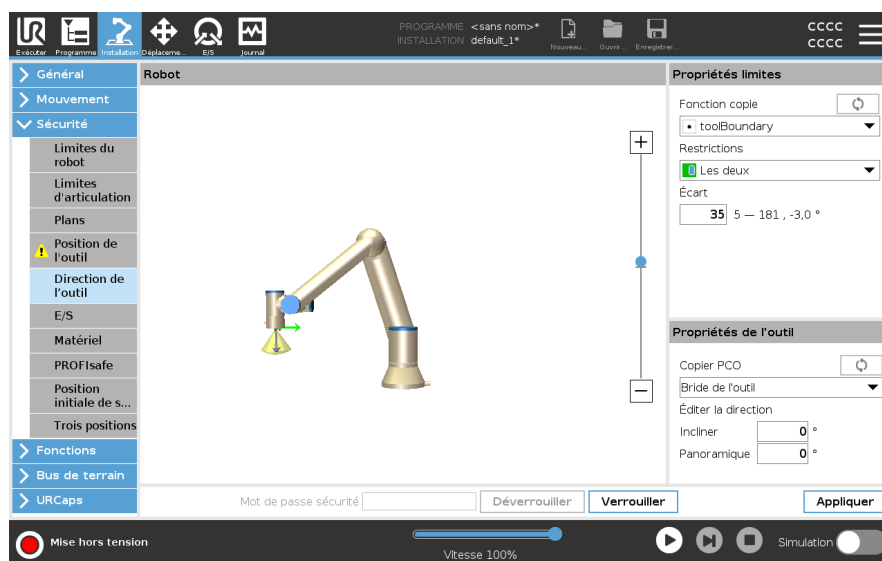 PROGRAMME <sans nom>*
INSTALLATION default_1*
Exécuter Programme Installation Déplaceme... E/S Journal
Nouveau... Ouvrir... Enregistrer...
CCCC
CCCC
Général
Mouvement
Sécurité
Limites du
robot
Limites
d'articulation
Plans
Position de
l'outil
Direction de
l'outil
E/S
Matériel
PROFIsafe
Position
initiale de s...
Trois positions
Fonctions
Bus de terrain
URCaps
Robot
Propriétés limites
Fonction copie
toolBoundary
Restrictions
Les deux
Écart
35 5 — 181 , -3,0 °
Propriétés de l'outil
Copier PCO
Bride de l'outil
Éditer la direction
Incliner 0 °
Panoramique 0 °
Mot de passe sécurité Déverrouiller Verrouiller Appliquer
Mise hors tension
Vitesse 100%
Simulation